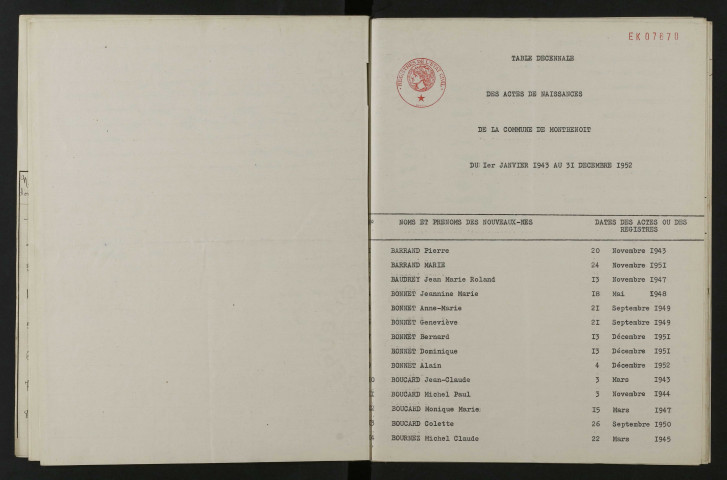 EK 07670
TABLE DECENNALE
DES ACTES DE NAISSANCES
DE LA COMMUNE DE MONTBENOIT
DU 1er JANVIER 1943 AU 31 DECEMBRE 1952
NOMS ET PRENOMS DES NOUVEAUX-NES DATES DES ACTES OU DES
REGISTRES
BARRAND Pierre 20 Novembre 1943
BARRAND MARIE 24 Novembre 1951
BAUDREY Jean Marie Roland 13 Novembre 1947
BONNET Jeannine Marie 18 Mai 1948
BONNET Anne-Marie 21 Septembre 1949
BONNET Geneviève 21 Septembre 1949
BONNET Bernard 13 Décembre 1951
BONNET Dominique 13 Décembre 1951
BONNET Alain 4 Décembre 1952
BOUCARD Jean-Claude 3 Mars 1943
BOUCARD Michel Paul 3 Novembre 1944
BOUCARD Monique Marie 15 Mars 1947
BOUCARD Colette 26 Septembre 1950
BOURNEZ Michel Claude 22 Mars 1945